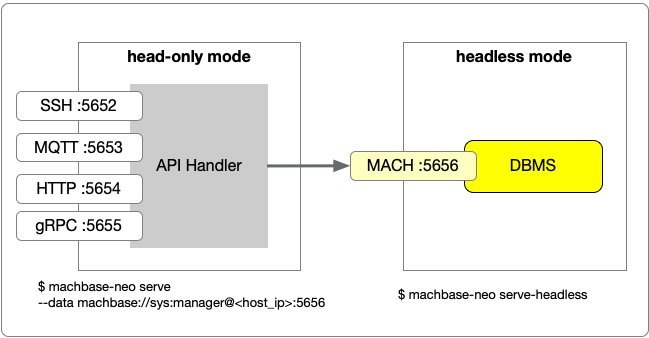 head-only mode
SSH :5652
MQTT :5653
HTTP :5654
gRPC :5655
API Handler
$ machbase-neo serve
--data machbase://sys:manager@<host_ip>:5656
headless mode
MACH :5656
DBMS
$ machbase-neo serve-headless